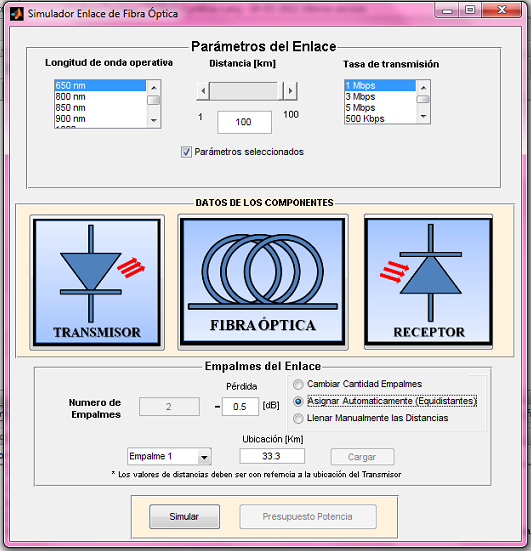 Simulador Enlace de Fibra Óptica
Parámetros del Enlace
Longitud de onda operativa
Distancia [km]
Tasa de transmisión
650 nm
800 nm
850 nm
900 nm
1 Mbps
3 Mbps
5 Mbps
500 Kbps
1
100
100
Parámetros seleccionados
DATOS DE LOS COMPONENTES
TRANSMISOR
FIBRA ÓPTICA
RECEPTOR
Empalmes del Enlace
Numero de Empalmes
2
Pérdida
- 0.5 [dB]
Cambiar Cantidad Empalmes
Asignar Automaticamente (Equidistantes)
Llenar Manualmente las Distancias
Empalme 1
Ubicación [Km]
33.3
Cargar
* Los valores de distancias deben ser con referncia a la ubicación del Transmisor
Simular
Presupuesto Potencia